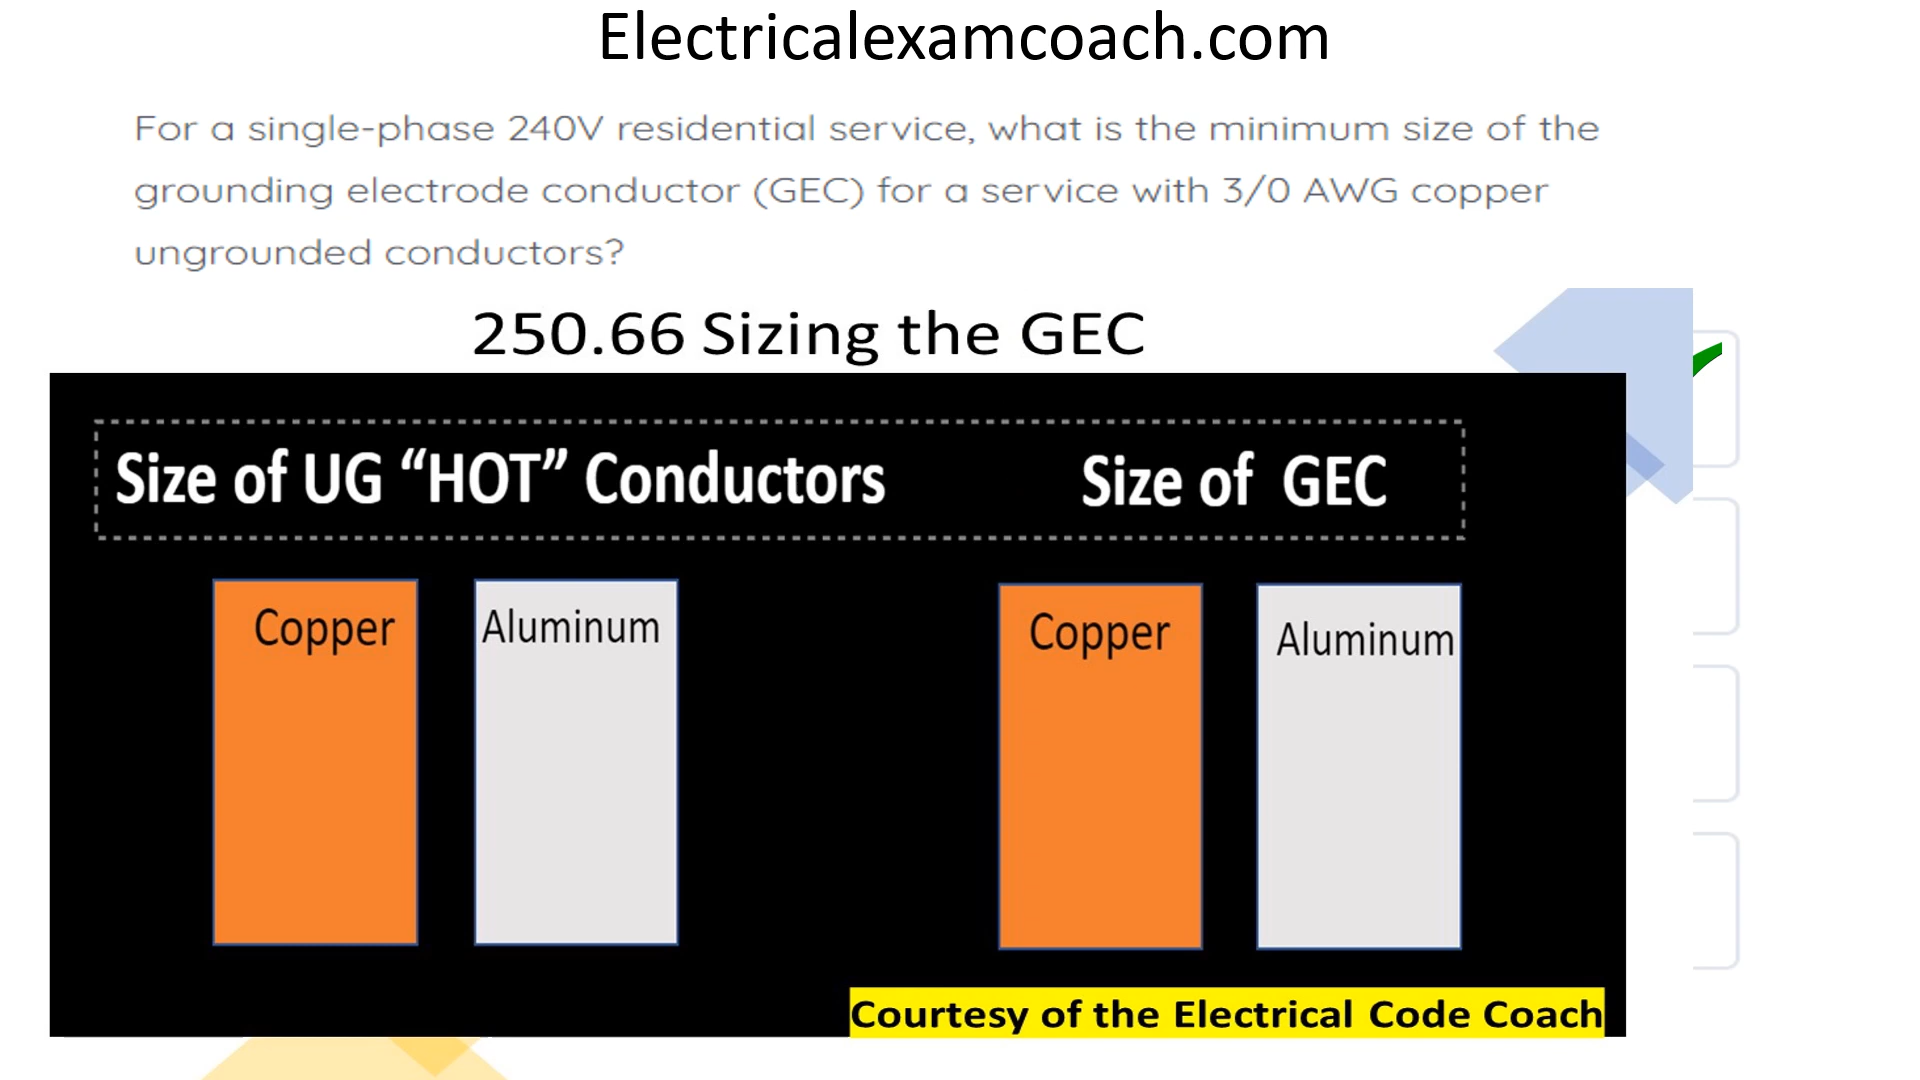 Electricalexamcoach.com
For a single-phase 240V residential service, what is the minimum size of the
grounding electrode conductor (GEC) for a service with 3/0 AWG copper
ungrounded conductors?
250.66 Sizing the GEC
Size of UG “HOT” Conductors Size of GEC
Copper Aluminum Copper Aluminum
Courtesy of the Electrical Code Coach